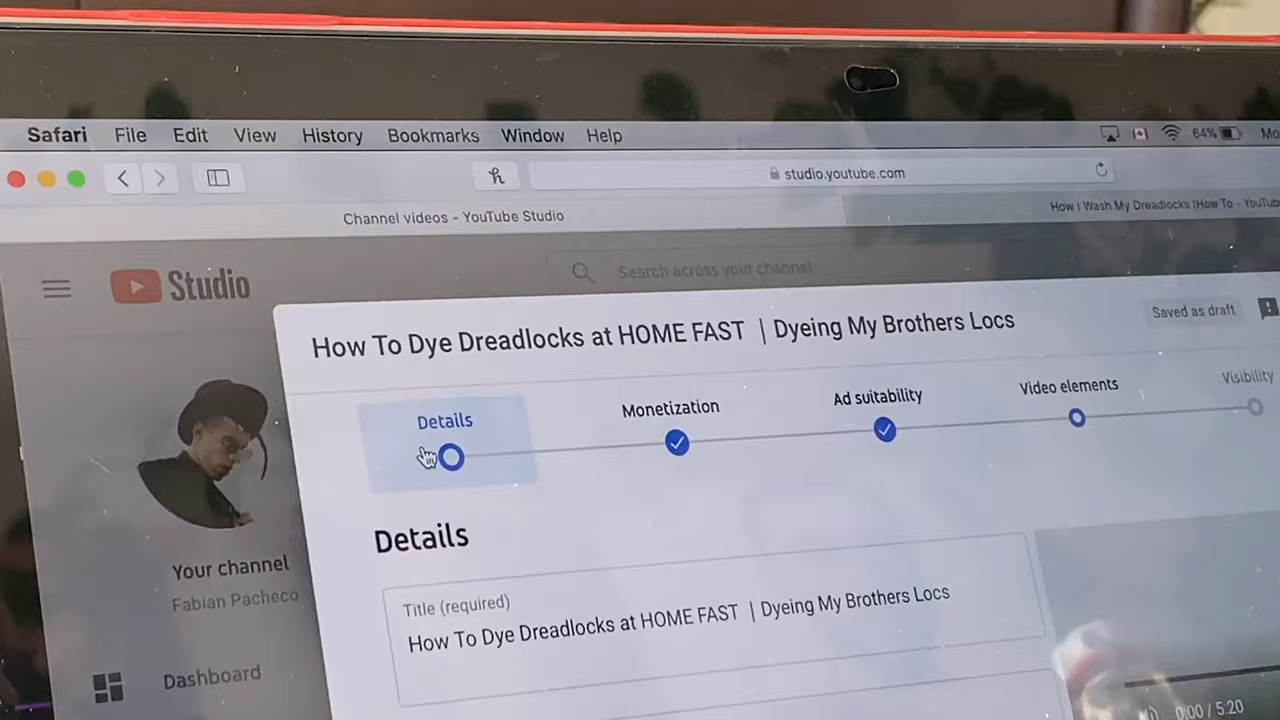 Safari File Edit View History Bookmarks Window Help 64% Mo
studio.youtube.com
Channel videos - YouTube Studio How I Wash My Dreadlocks |How To - YouTub
Studio Search across your channel
How To Dye Dreadlocks at HOME FAST | Dyeing My Brothers Locs Saved as draft
Details Monetization Ad suitability Video elements Visibility
Details
Your channel
Fabian Pacheco
Title (required)
How To Dye Dreadlocks at HOME FAST | Dyeing My Brothers Locs
Dashboard
0:00 / 5:20